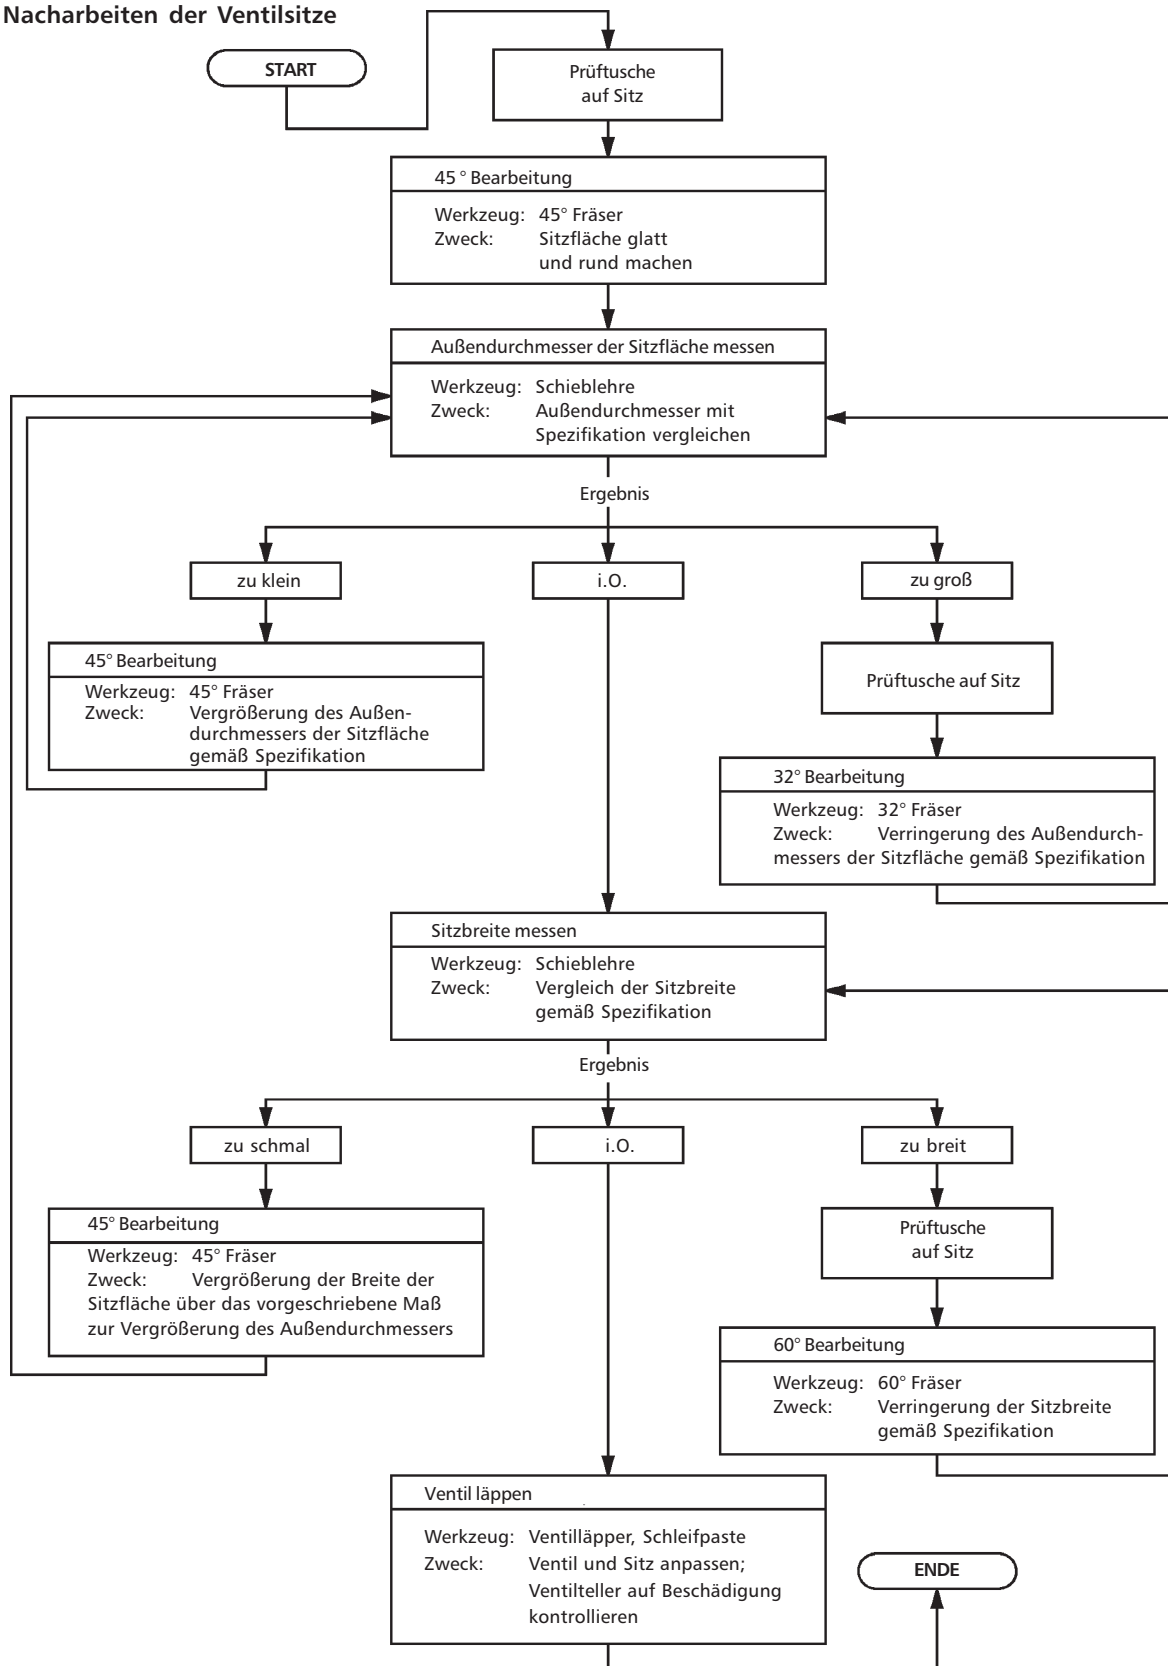 Nacharbeiten der Ventilsitze
START
Prüftusche
auf Sitz
45 ° Bearbeitung
Werkzeug: 45° Fräser
Zweck: Sitzfläche glatt
und rund machen
Außendurchmesser der Sitzfläche messen
Werkzeug: Schieblehre
Zweck: Außendurchmesser mit
Spezifikation vergleichen
Ergebnis
zu klein
i.O.
zu groß
45° Bearbeitung
Werkzeug: 45° Fräser
Zweck: Vergrößerung des Außen-
durchmessers der Sitzfläche
gemäß Spezifikation
Prüftusche auf Sitz
32° Bearbeitung
Werkzeug: 32° Fräser
Zweck: Verringerung des Außendurch-
messers der Sitzfläche gemäß Spezifikation
Sitzbreite messen
Werkzeug: Schieblehre
Zweck: Vergleich der Sitzbreite
gemäß Spezifikation
Ergebnis
zu schmal
i.O.
zu breit
45° Bearbeitung
Werkzeug: 45° Fräser
Zweck: Vergrößerung der Breite der
Sitzfläche über das vorgeschriebene Maß
zur Vergrößerung des Außendurchmessers
Prüftusche
auf Sitz
60° Bearbeitung
Werkzeug: 60° Fräser
Zweck: Verringerung der Sitzbreite
gemäß Spezifikation
Ventil läppen
Werkzeug: Ventilläpper, Schleifpaste
Zweck: Ventil und Sitz anpassen;
Ventilteller auf Beschädigung
kontrollieren
ENDE